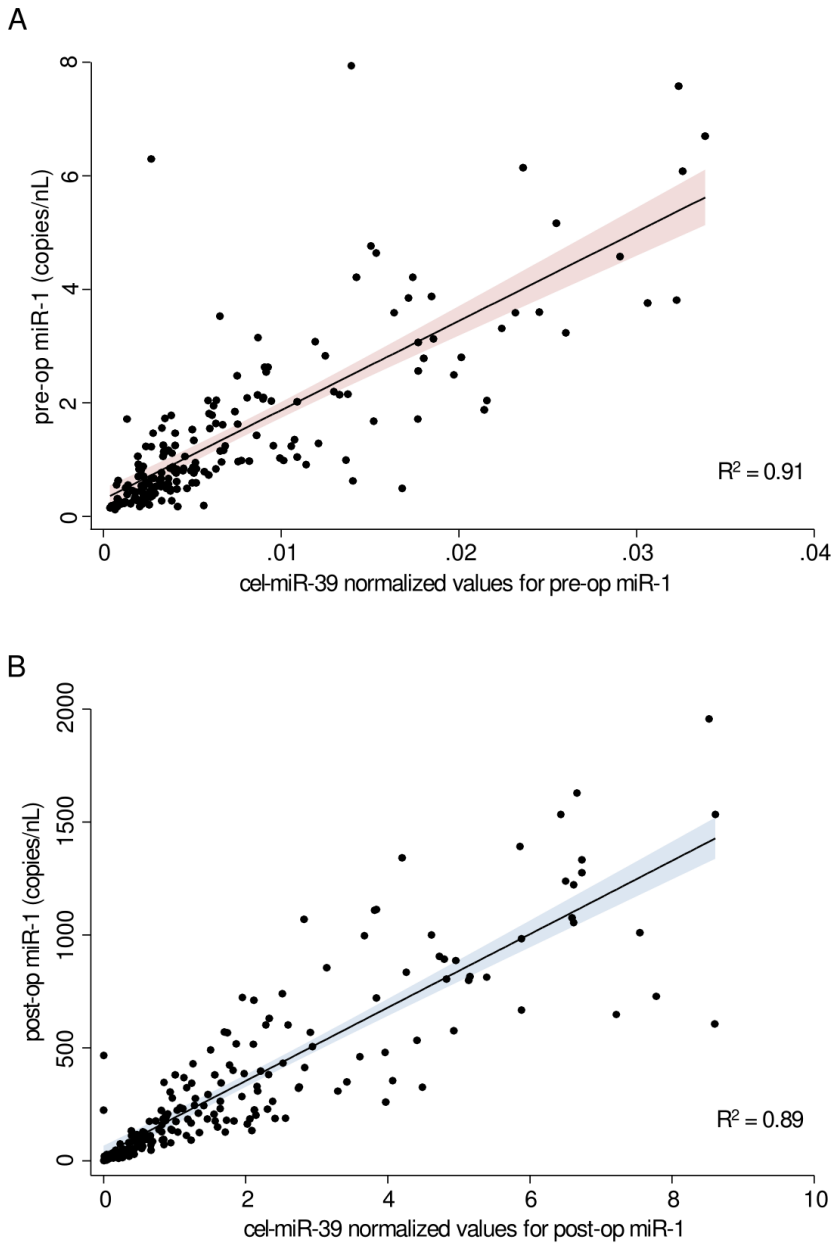 A
8
6
4
2
0
pre-op miR-1 (copies/nL)
R² = 0.91
0 .01 .02 .03 .04
cel-miR-39 normalized values for pre-op miR-1
B
2000
1500
1000
500
0
post-op miR-1 (copies/nL)
R² = 0.89
0 2 4 6 8 10
cel-miR-39 normalized values for post-op miR-1